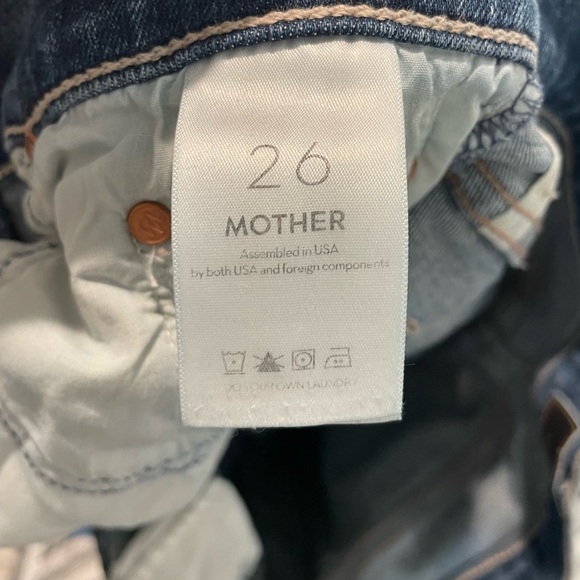 26
MOTHER
Assembled in USA
by both USA and foreign components
DO YOUR OWN LAUNDRY